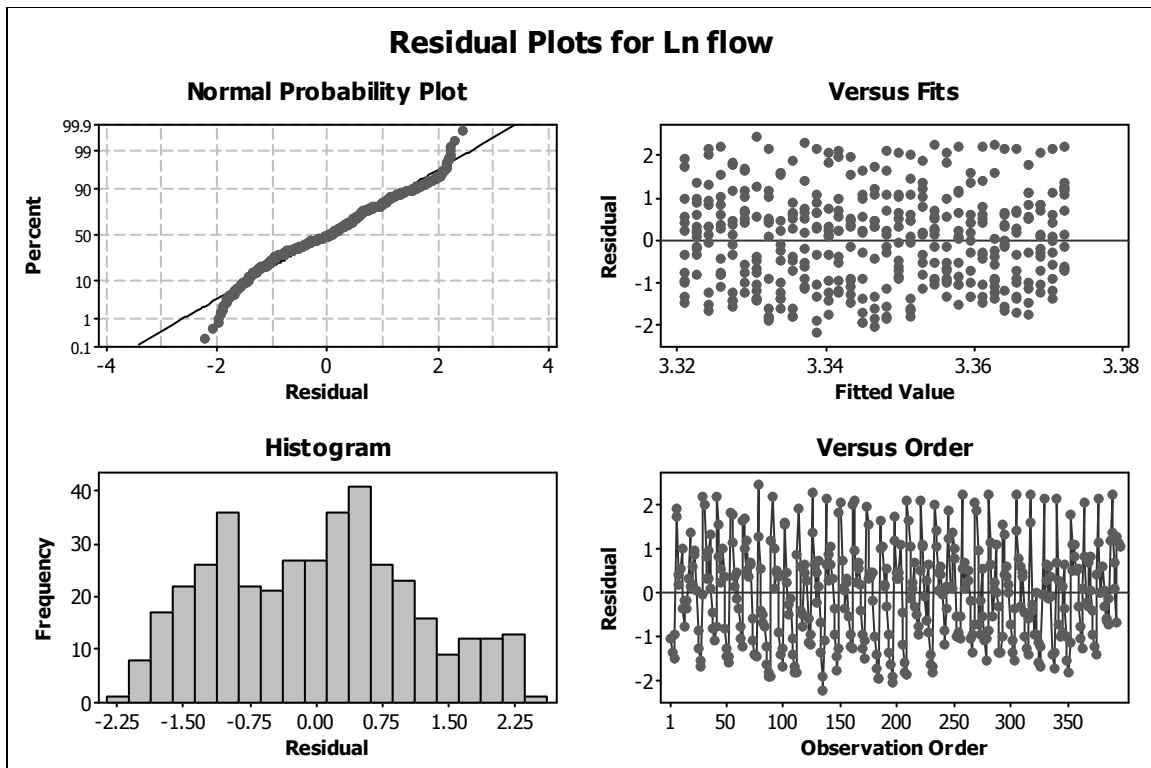 Residual Plots for Ln flow
Normal Probability Plot
99.9
99
90
50
10
1
0.1
Percent
-4 -2 0 2 4
Residual
Versus Fits
2
1
0
-1
-2
Residual
3.32 3.34 3.36 3.38
Fitted Value
Histogram
40
30
20
10
0
Frequency
-2.25 -1.50 -0.75 0.00 0.75 1.50 2.25
Residual
Versus Order
2
1
0
-1
-2
Residual
1 50 100 150 200 250 300 350
Observation Order